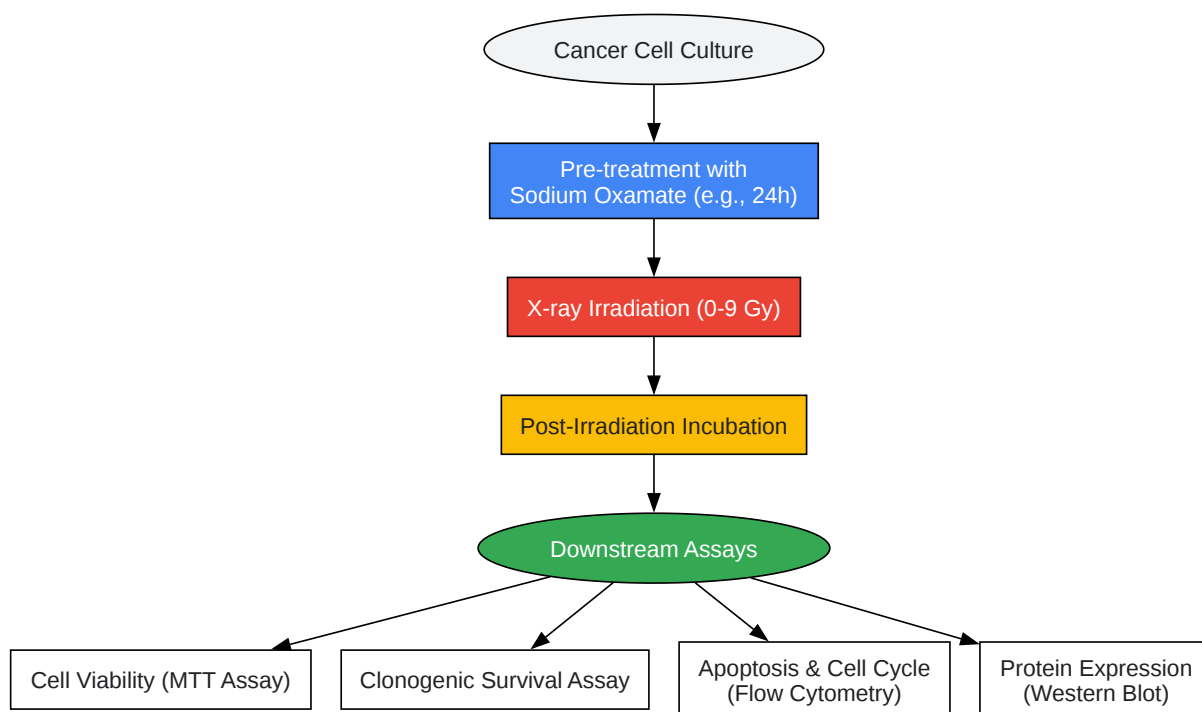 Cancer Cell Culture
Pre-treatment with
Sodium Oxamate (e.g., 24h)
X-ray Irradiation (0-9 Gy)
Post-Irradiation Incubation
Downstream Assays
Cell Viability (MTT Assay)
Clonogenic Survival Assay
Apoptosis & Cell Cycle
(Flow Cytometry)
Protein Expression
(Western Blot)